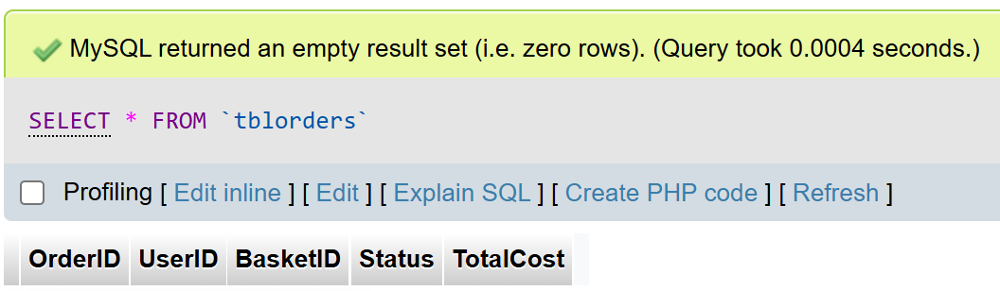 MySQL returned an empty result set (i.e. zero rows). (Query took 0.0004 seconds.)
SELECT * FROM `tblorders`
Profiling [ Edit inline ] [ Edit ] [ Explain SQL ] [ Create PHP code ] [ Refresh ]
OrderID UserID BasketID Status TotalCost